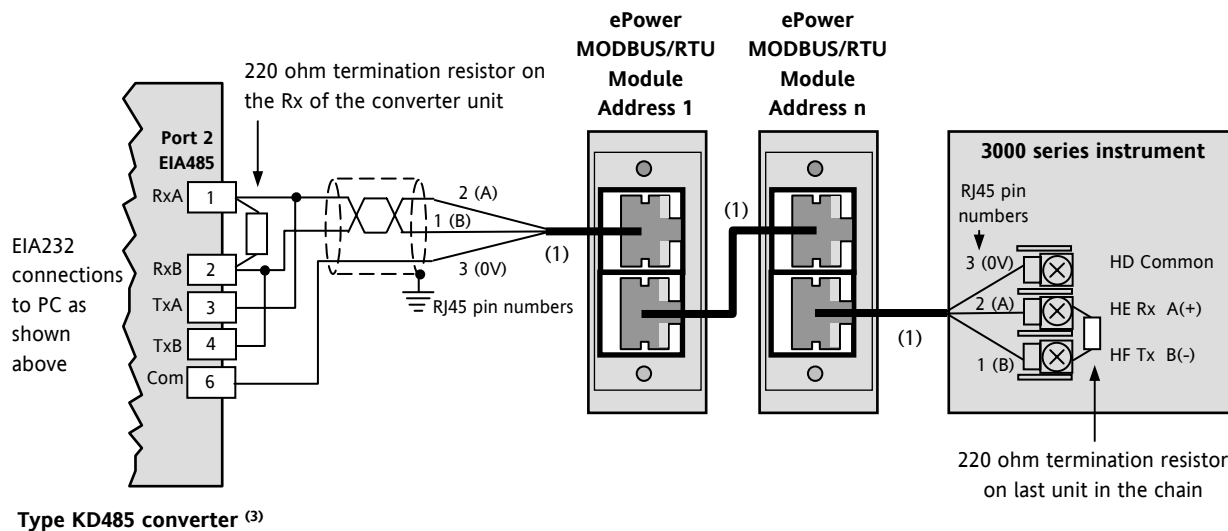 ePower
MODBUS/RTU
Module
Address 1
ePower
MODBUS/RTU
Module
Address n
220 ohm termination resistor on
the Rx of the converter unit
Port 2
EIA485
RxA
1
RxB
2
TxA
3
TxB
4
Com
6
EIA232
connections
to PC as
shown
above
2 (A)
1 (B)
3 (0V)
(1)
RJ45 pin numbers
(1)
(1)
3000 series instrument
RJ45 pin
numbers
3 (0V)
HD Common
2 (A)
HE Rx A(+)
1 (B)
HF Tx B(-)
220 ohm termination resistor
on last unit in the chain
Type KD485 converter (3)